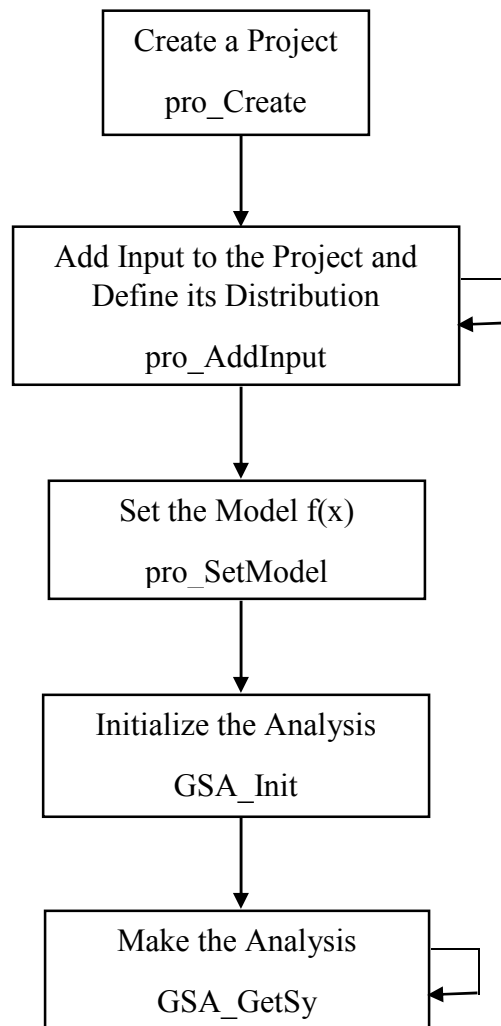 Create a Project
pro_Create
Add Input to the Project and
Define its Distribution
pro_AddInput
Set the Model f(x)
pro_SetModel
Initialize the Analysis
GSA_Init
Make the Analysis
GSA_GetSy